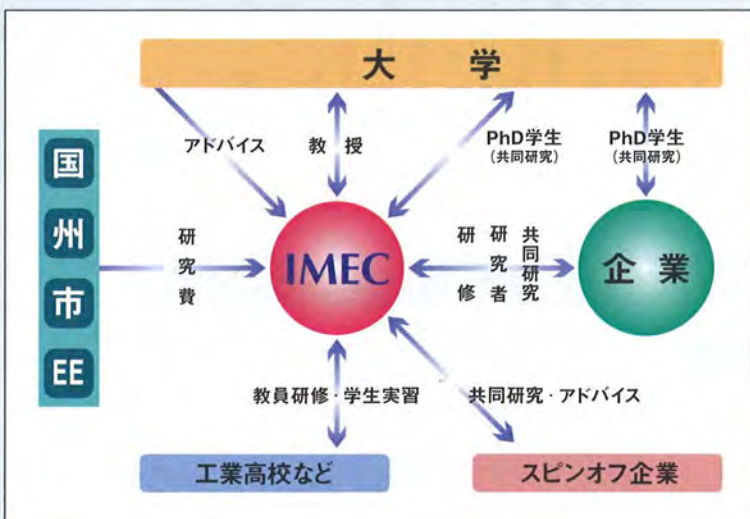 大 学
アドバイス
教 授
PhD学生
(共同研究)
PhD学生
(共同研究)
国
州
市
EE
研究費
IMEC
研 修
研究者
共同研究
企 業
教員研修・学生実習
共同研究・アドバイス
工業高校など
スピンオフ企業